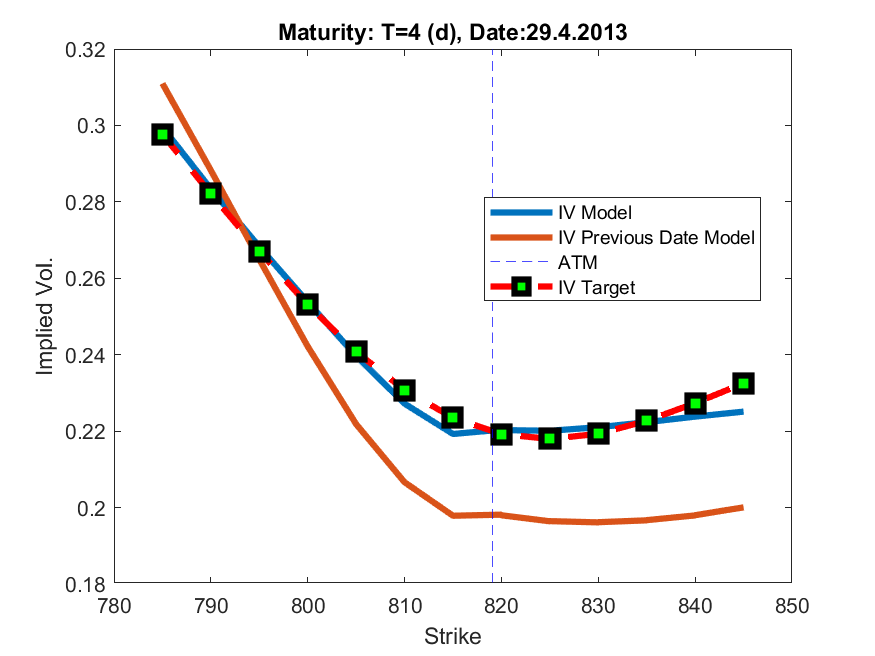 Maturity: T=4 (d), Date:29.4.2013
0.32
0.3
0.28
0.26
0.24
0.22
0.2
0.18
Implied Vol.
IV Model
IV Previous Date Model
ATM
IV Target
780 790 800 810 820 830 840 850
Strike